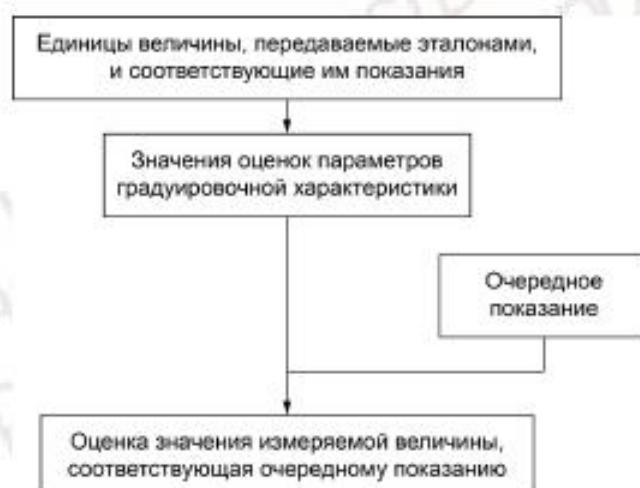 Единицы величины, передаваемые эталонами,
и соответствующие им показания
Значения оценок параметров
градуировочной характеристики
Очередное
показание
Оценка значения измеряемой величины,
соответствующая очередному показанию